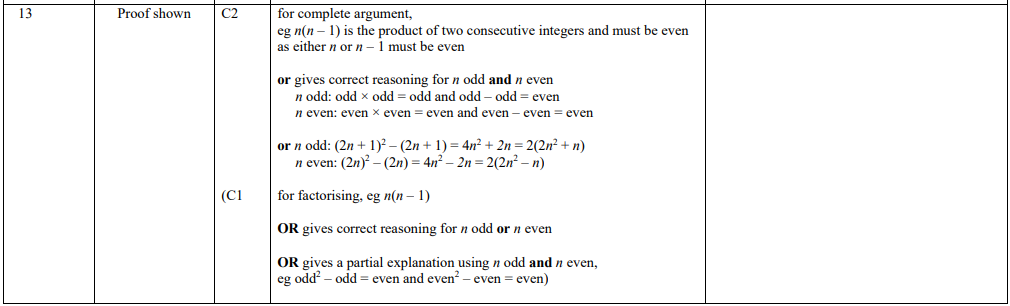 13 Proof shown C2 for complete argument,
eg n(n – 1) is the product of two consecutive integers and must be even
as either n or n – 1 must be even
or gives correct reasoning for n odd and n even
n odd: odd × odd = odd and odd – odd = even
n even: even × even = even and even – even = even
or n odd: (2n + 1)² – (2n + 1) = 4n² + 2n = 2(2n² + n)
n even: (2n)² – (2n) = 4n² – 2n = 2(2n² – n)
(C1 for factorising, eg n(n – 1)
OR gives correct reasoning for n odd or n even
OR gives a partial explanation using n odd and n even,
eg odd² – odd = even and even² – even = even)